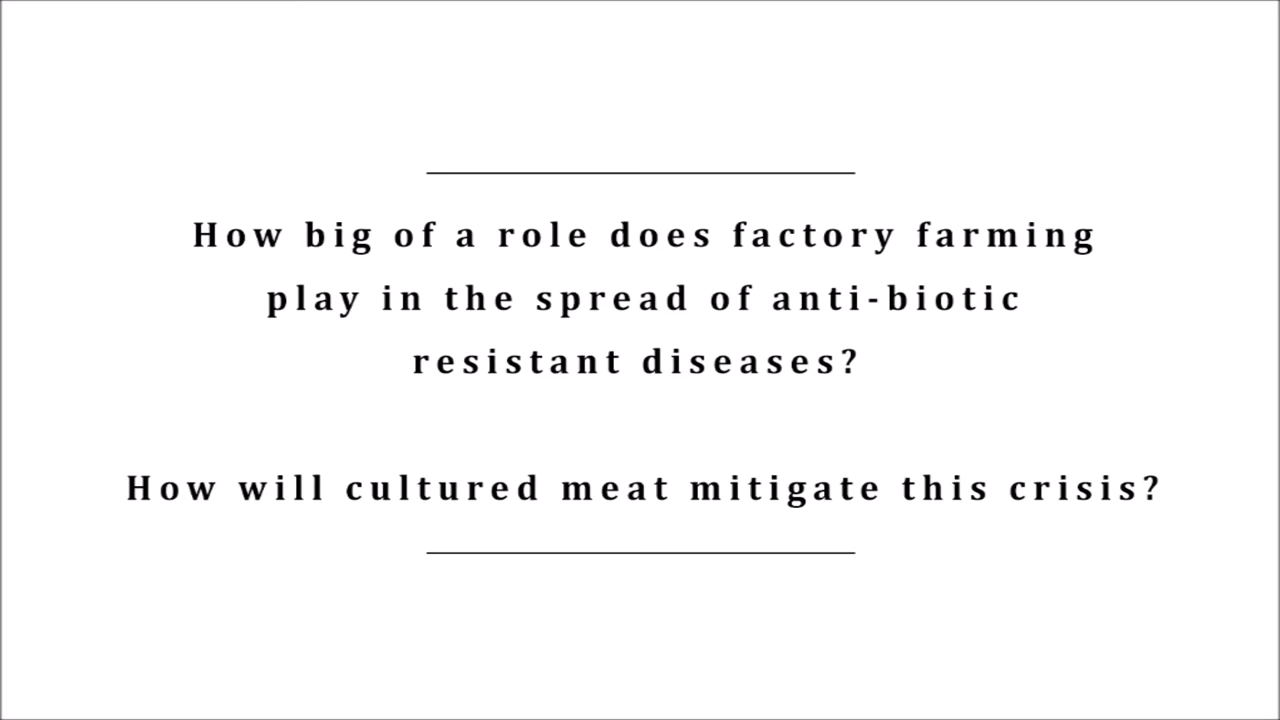 How big of a role does factory farming
play in the spread of anti-biotic
resistant diseases?
How will cultured meat mitigate this crisis?